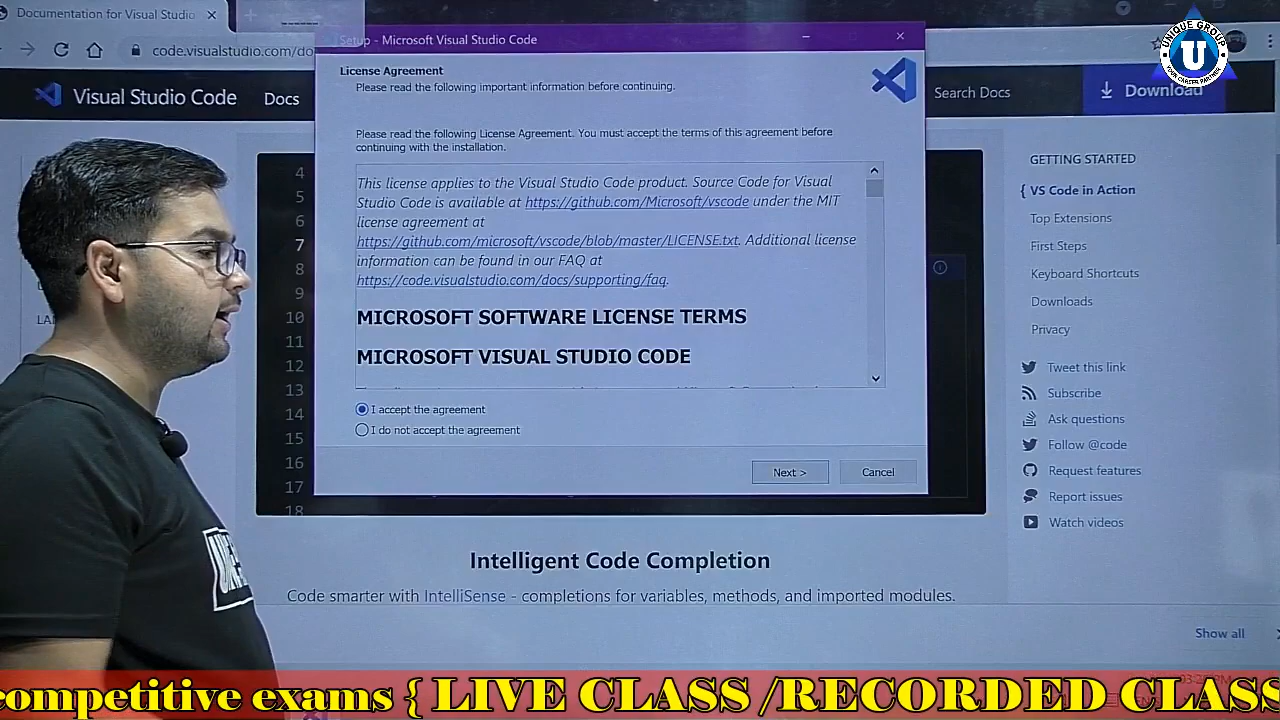 Documentation for Visual Studio
code.visualstudio.com/do
Visual Studio Code
Docs
Search Docs
Download
UNIQUE GROUP
U
YOUR CAREER PARTNER
Setup - Microsoft Visual Studio Code
License Agreement
Please read the following important information before continuing.
Please read the following License Agreement. You must accept the terms of this agreement before
continuing with the installation.
This license applies to the Visual Studio Code product. Source Code for Visual
Studio Code is available at https://github.com/Microsoft/vscode under the MIT
license agreement at
https://github.com/microsoft/vscode/blob/master/LICENSE.txt. Additional license
information can be found in our FAQ at
https://code.visualstudio.com/docs/supporting/faq.
MICROSOFT SOFTWARE LICENSE TERMS
MICROSOFT VISUAL STUDIO CODE
I accept the agreement
I do not accept the agreement
Next >
Cancel
4
5
7
8
9
10
11
12
13
14
15
16
17
18
GETTING STARTED
{ VS Code in Action
Top Extensions
First Steps
Keyboard Shortcuts
Downloads
Privacy
Tweet this link
Subscribe
Ask questions
Follow @code
Request features
Report issues
Watch videos
Intelligent Code Completion
Code smarter with IntelliSense - completions for variables, methods, and imported modules.
Show all
competitive exams { LIVE CLASS /RECORDED CLASS